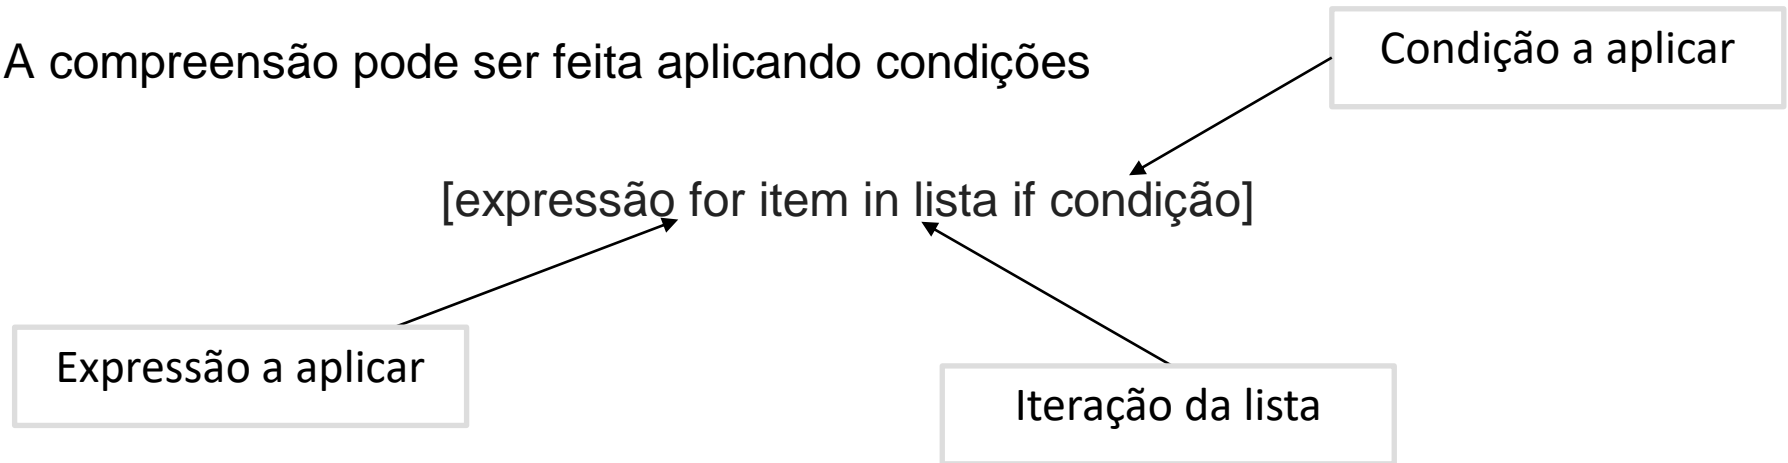 Condição a aplicar
A compreensão pode ser feita aplicando condições
[expressão for item in lista if condição]
Expressão a aplicar
Iteração da lista